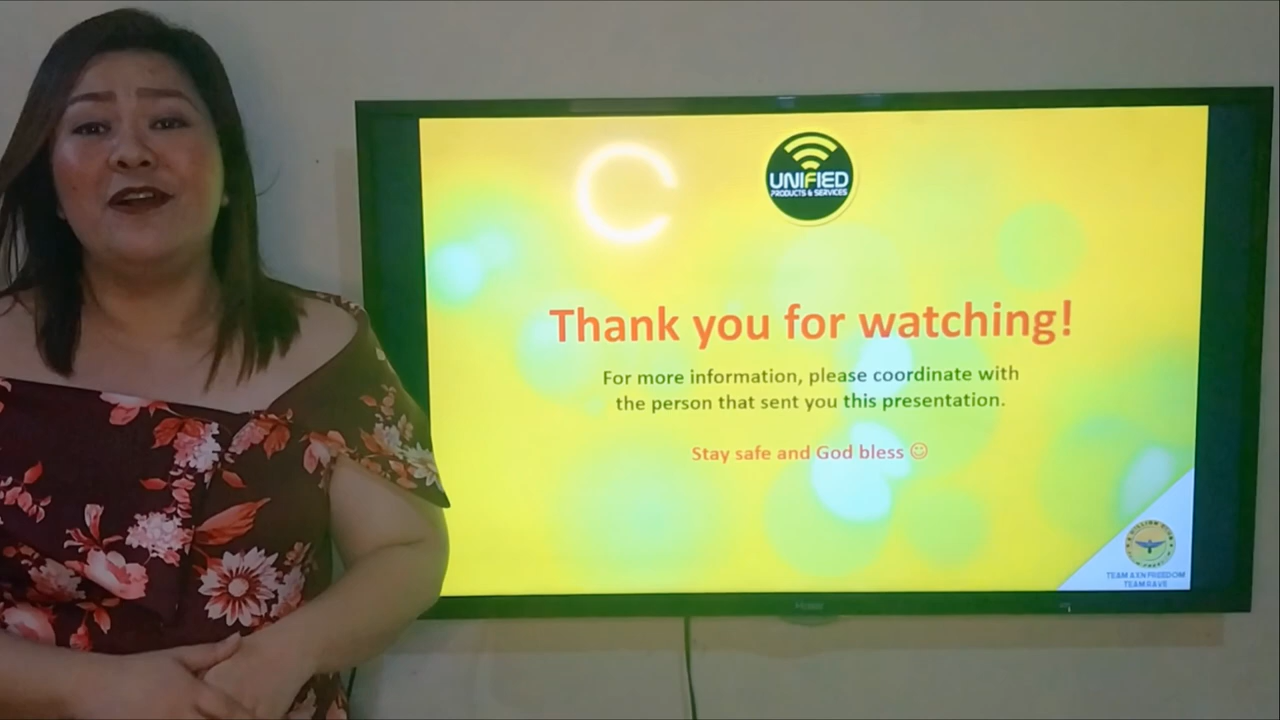 UNIFIED
PRODUCTS & SERVICES
Thank you for watching!
For more information, please coordinate with
the person that sent you this presentation.
Stay safe and God bless ☺
TEAM AXN FREEDOM
TEAM RAVE